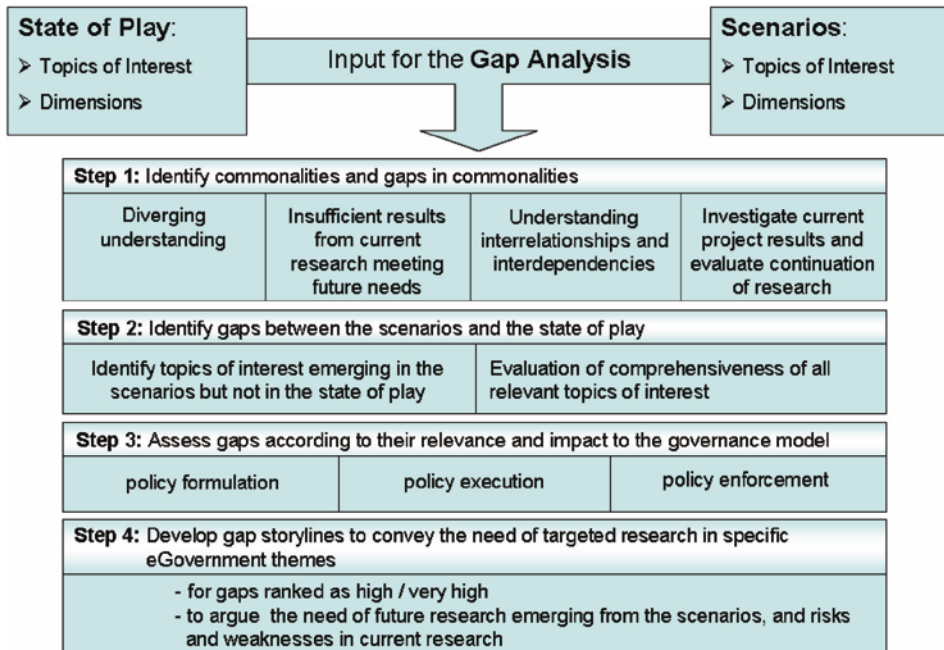 State of Play:
➢ Topics of Interest
➢ Dimensions
Input for the Gap Analysis
Scenarios:
➢ Topics of Interest
➢ Dimensions
Step 1: Identify commonalities and gaps in commonalities
Diverging
understanding
Insufficient results
from current
research meeting
future needs
Understanding
interrelationships and
interdependencies
Investigate current
project results and
evaluate continuation
of research
Step 2: Identify gaps between the scenarios and the state of play
Identify topics of interest emerging in the
scenarios but not in the state of play
Evaluation of comprehensiveness of all
relevant topics of interest
Step 3: Assess gaps according to their relevance and impact to the governance model
policy formulation
policy execution
policy enforcement
Step 4: Develop gap storylines to convey the need of targeted research in specific
eGovernment themes
- for gaps ranked as high / very high
- to argue the need of future research emerging from the scenarios, and risks
and weaknesses in current research